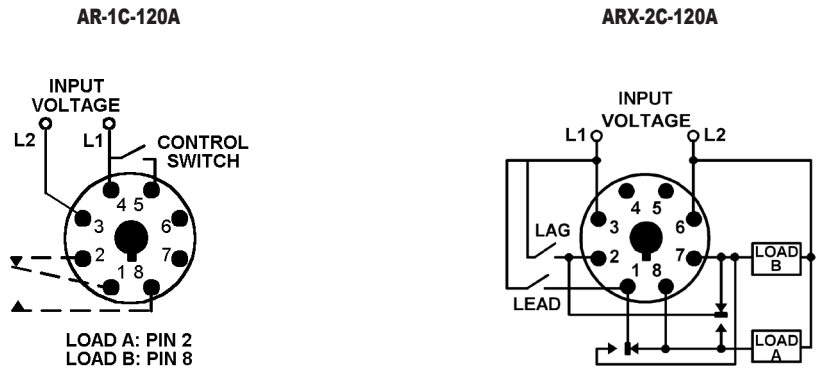 AR-1C-120A
INPUT
VOLTAGE
L2
L1
CONTROL
SWITCH
4 5
3
6
2
7
1 8
LOAD A: PIN 2
LOAD B: PIN 8
ARX-2C-120A
INPUT
VOLTAGE
L1
L2
4 5
3
6
LAG
2
7
LOAD
B
1 8
LEAD
LOAD
A